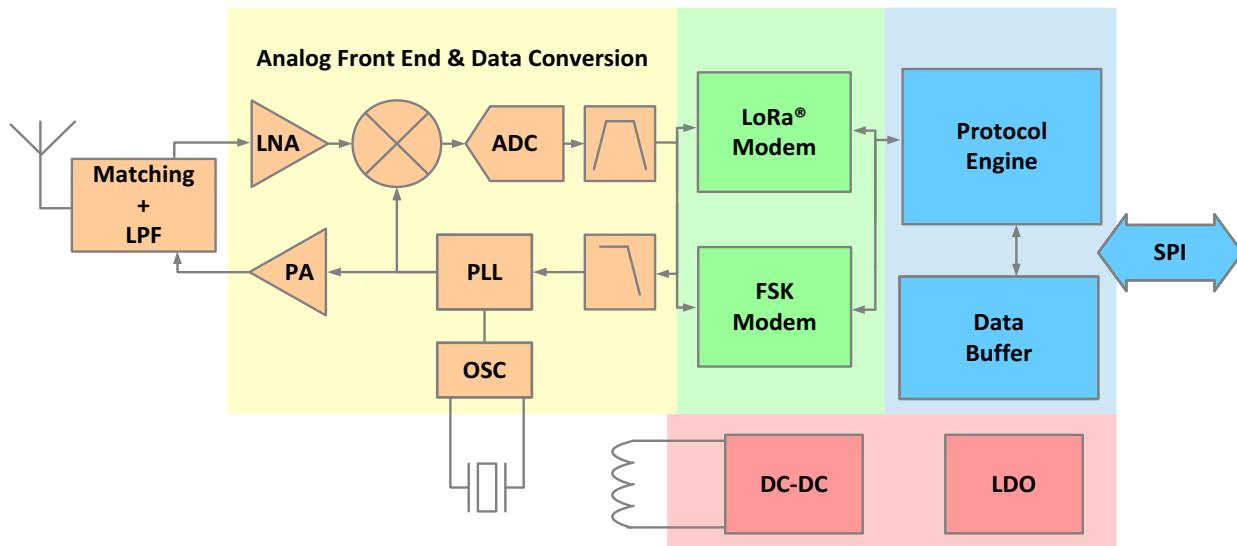 Analog Front End & Data Conversion
LNA
ADC
LoRa®
Modem
Protocol
Engine
Matching
+
LPF
PA
PLL
FSK
Modem
SPI
Data
Buffer
OSC
DC-DC
LDO